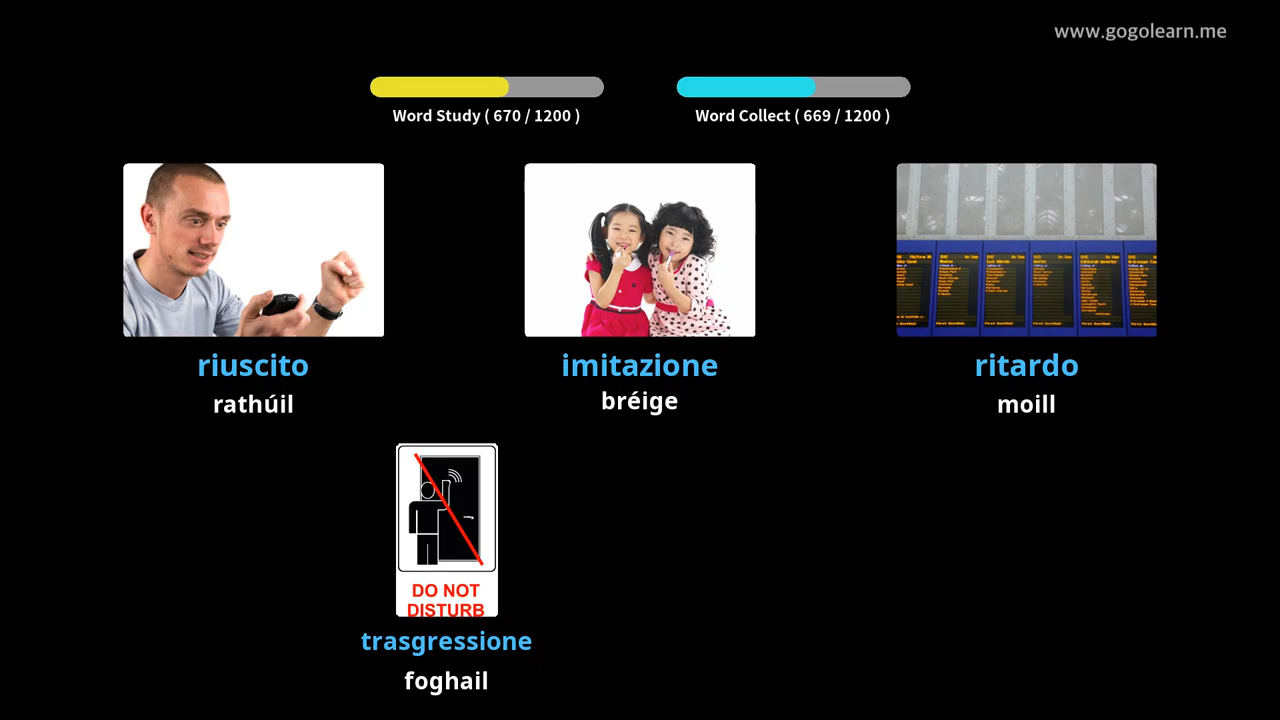 www.gogolearn.me
Word Study ( 670 / 1200 )
Word Collect ( 669 / 1200 )
riuscito
rathúil
imitazione
bréige
ritardo
moill
DO NOT
DISTURB
trasgressione
foghail